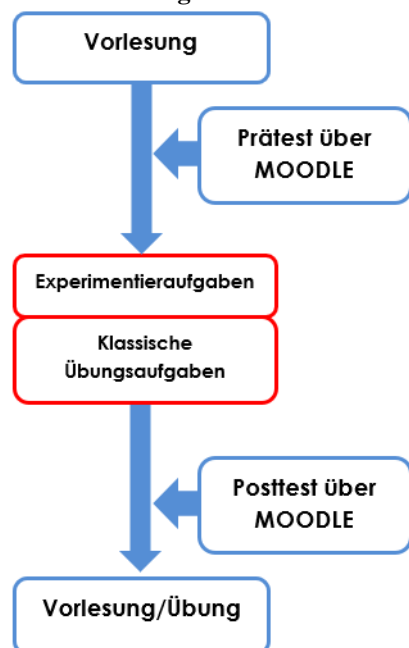 Vorlesung
Prätest über
MOODLE
Experimentieraufgaben
Klassische
Übungsaufgaben
Posttest über
MOODLE
Vorlesung/Übung